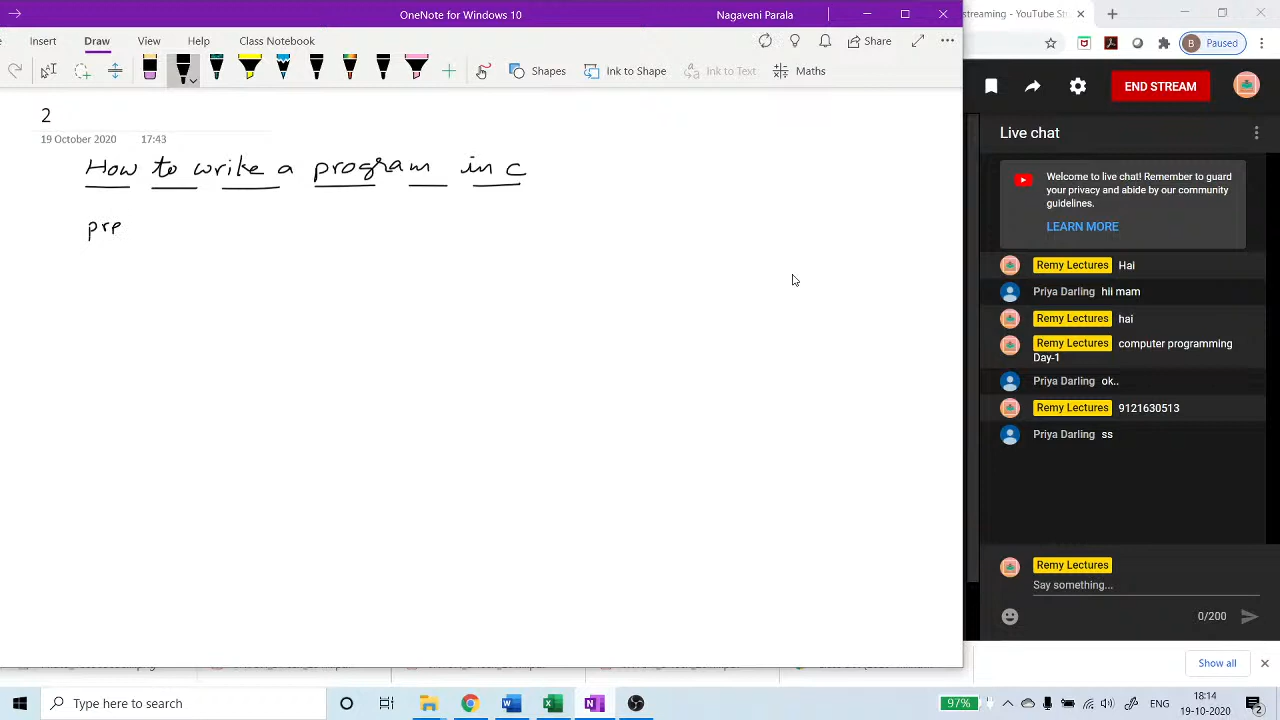 OneNote for Windows 10
Nagaveni Parala
streaming - YouTube St
Insert Draw View Help Class Notebook
Share
B Paused
Shapes Ink to Shape Ink to Text Maths
END STREAM
2
19 October 2020 17:43
How to write a program in c
pre
Live chat
Welcome to live chat! Remember to guard
your privacy and abide by our community
guidelines.
LEARN MORE
Remy Lectures Hai
Priya Darling hii mam
Remy Lectures hai
Remy Lectures computer programming
Day-1
Priya Darling ok..
Remy Lectures 9121630513
Priya Darling ss
Remy Lectures
Say something...
0/200
Show all
Type here to search
97%
ENG
18:14
19-10-2020
2